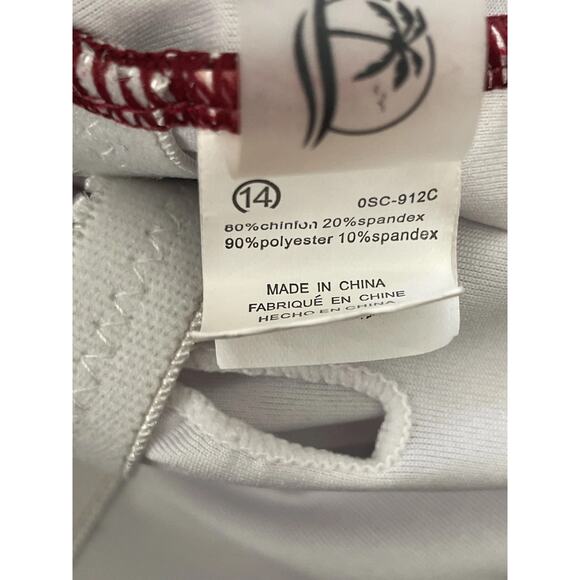 14 0SC-912C
80%chinlon 20%spandex
90%polyester 10%spandex
MADE IN CHINA
FABRIQUÉ EN CHINE
HECHO EN CHINA